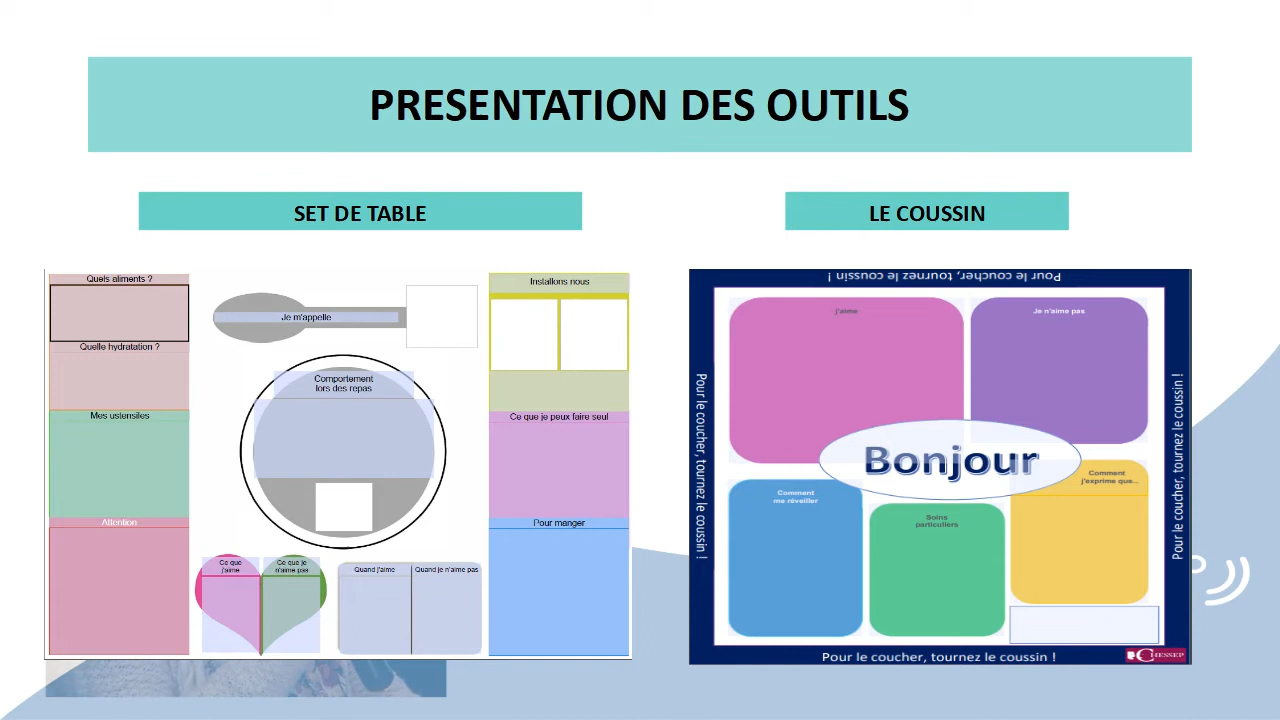 PRESENTATION DES OUTILS
SET DE TABLE
LE COUSSIN
Quels aliments ?
Quelle hydratation ?
Mes ustensiles
Attention
Je m'appelle
Comportement
lors des repas
Ce que
j'aime
Ce que je
n'aime pas
Quand j'aime
Quand je n'aime pas
Installons nous
Ce que je peux faire seul
Pour manger
Pour le coucher, tournez le coussin !
Pour le coucher, tournez le coussin !
j'aime
Je n'aime pas
Bonjour
Comment
me réveiller
Soins
particuliers
Comment
j'exprime que...
Pour le coucher, tournez le coussin !
Pour le coucher, tournez le coussin !
CHESSEP